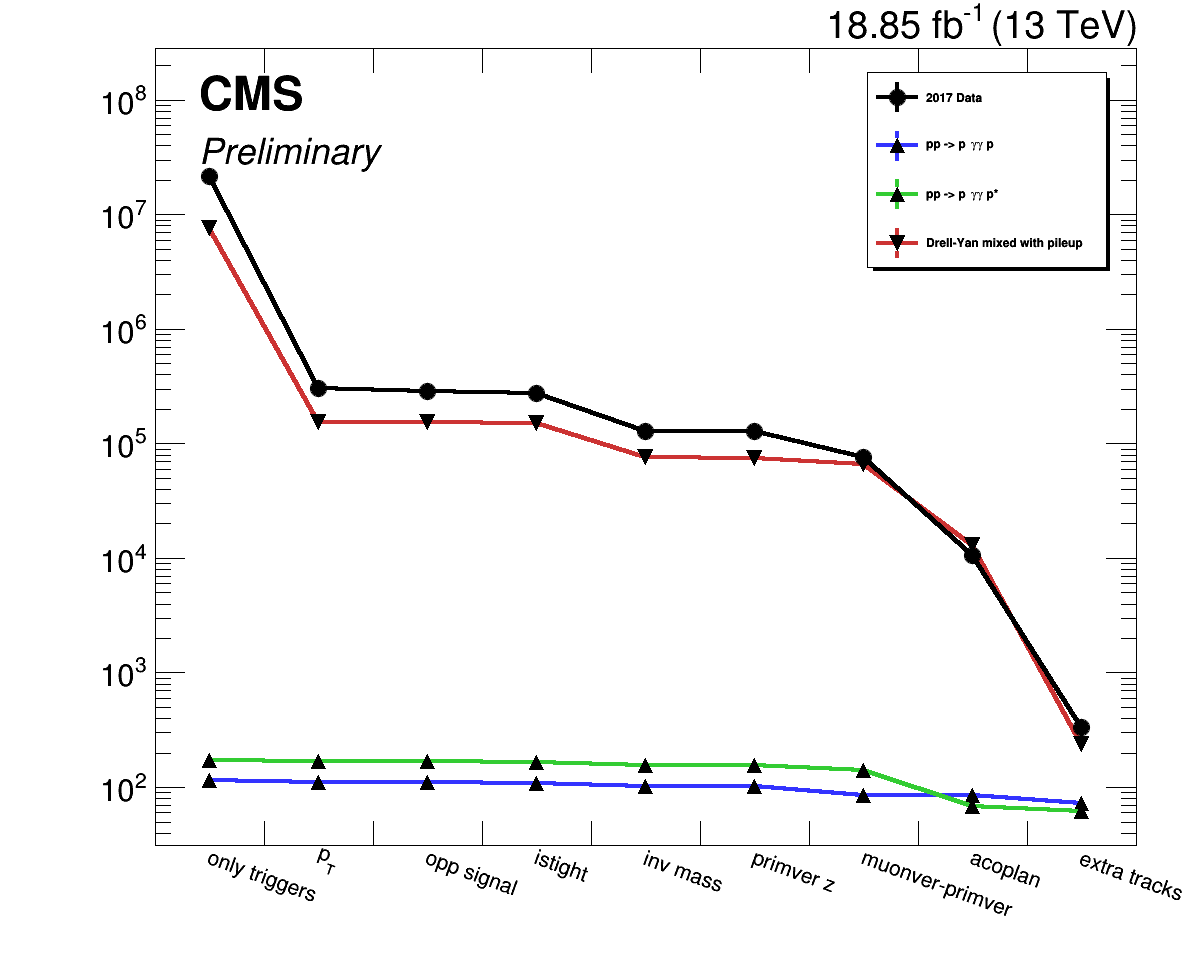 18.85 fb⁻¹ (13 TeV)
CMS
Preliminary
2017 Data
pp -> p γγ p
pp -> p γγ p*
Drell-Yan mixed with pileup
10⁸
10⁷
10⁶
10⁵
10⁴
10³
10²
only triggers
p_T
opp signal
istight
inv mass
primver z
muonver-primver
acoplan
extra tracks